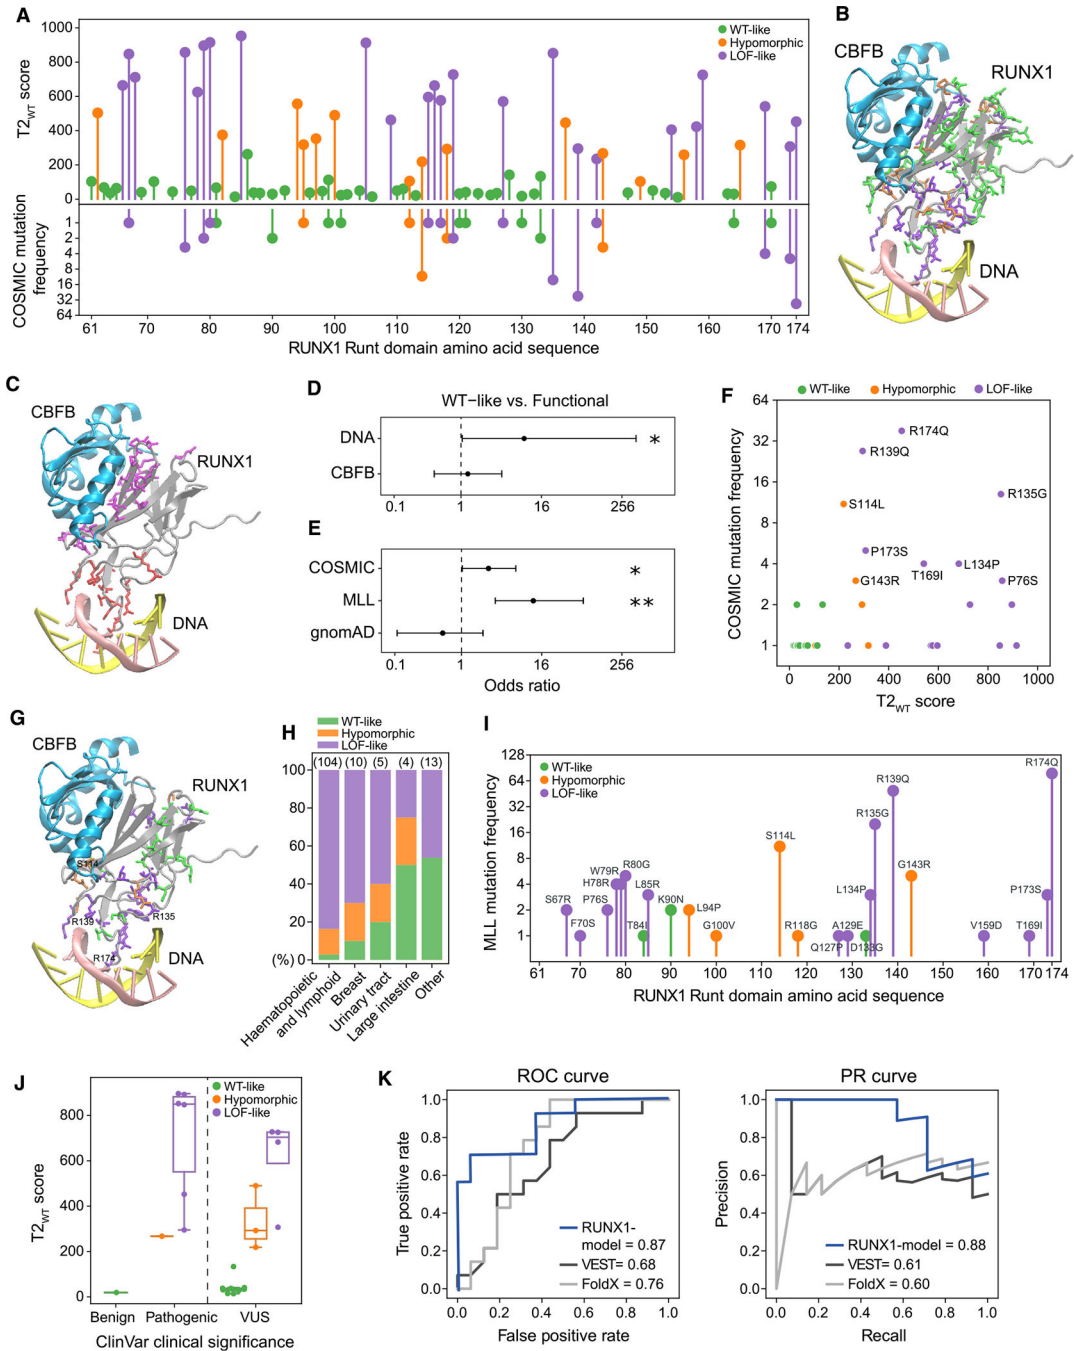 A
T2WT score
1000
800
600
400
200
0
WT-like
Hypomorphic
LOF-like
COSMIC mutation
frequency
1
2
4
8
16
32
64
61 70 80 90 100 110 120 130 140 150 160 170 174
RUNX1 Runt domain amino acid sequence
B
CBFB
RUNX1
DNA
C
CBFB
RUNX1
DNA
D
WT−like vs. Functional
DNA
*
CBFB
0.1 1 16 256
E
COSMIC
*
MLL
**
gnomAD
0.1 1 16 256
Odds ratio
F
WT-like Hypomorphic LOF-like
COSMIC mutation frequency
64
32
16
8
4
2
1
R174Q
R139Q
R135G
S114L
P173S
T169I
L134P
G143R
P76S
0 200 400 600 800 1000
T2WT score
G
CBFB
RUNX1
S114
R139
R135
R174
DNA
H
WT-like
Hypomorphic
LOF-like
(104) (10) (5) (4) (13)
100
80
60
40
20
(%) 0
Haematopoietic
and lymphoid
Breast
Urinary tract
Large intestine
Other
I
MLL mutation frequency
128
64
32
16
8
4
2
1
WT-like
Hypomorphic
LOF-like
S67R
F70S
P76S
H78R
W79R
R80G
T84I
L85R
K90N
L94P
G100V
S114L
R118G
Q127P
A129E
D133G
L134P
R135G
R139Q
G143R
V159D
T169I
P173S
R174Q
61 70 80 90 100 110 120 130 140 150 160 170 174
RUNX1 Runt domain amino acid sequence
J
T2WT score
800
600
400
200
0
WT-like
Hypomorphic
LOF-like
Benign Pathogenic VUS
ClinVar clinical significance
K
ROC curve
True positive rate
1.0
0.8
0.6
0.4
0.2
0.0
RUNX1-
model = 0.87
VEST= 0.68
FoldX = 0.76
0.0 0.2 0.4 0.6 0.8 1.0
False positive rate
PR curve
Precision
1.0
0.8
0.6
0.4
0.2
0.0
RUNX1-model = 0.88
VEST = 0.61
FoldX = 0.60
0.0 0.2 0.4 0.6 0.8 1.0
Recall